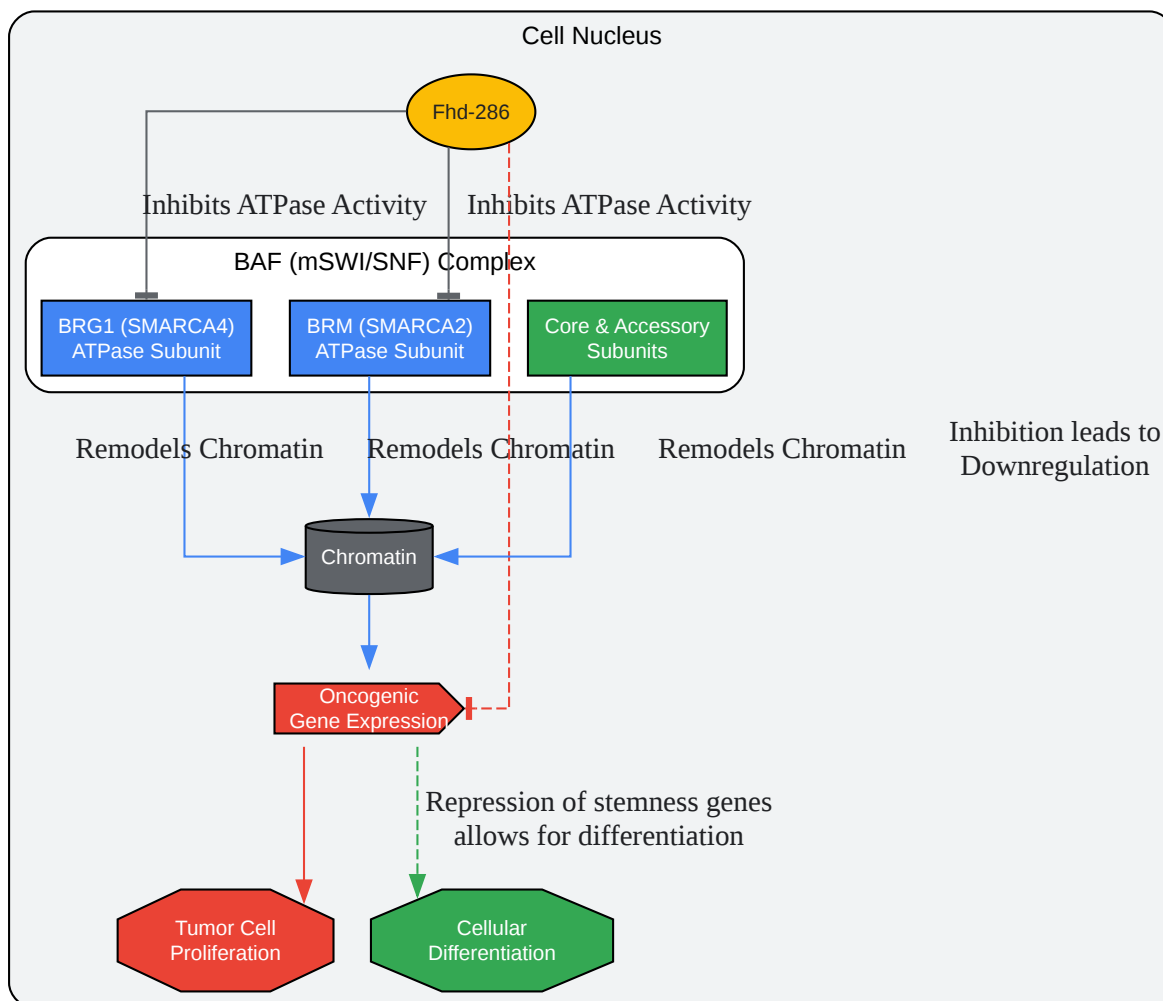 Cell Nucleus
Fhd-286
Inhibits ATPase Activity
Inhibits ATPase Activity
BAF (mSWI/SNF) Complex
BRG1 (SMARCA4)
ATPase Subunit
BRM (SMARCA2)
ATPase Subunit
Core & Accessory
Subunits
Remodels Chromatin
Remodels Chromatin
Remodels Chromatin
Inhibition leads to
Downregulation
Chromatin
Oncogenic
Gene Expression
Repression of stemness genes
allows for differentiation
Tumor Cell
Proliferation
Cellular
Differentiation